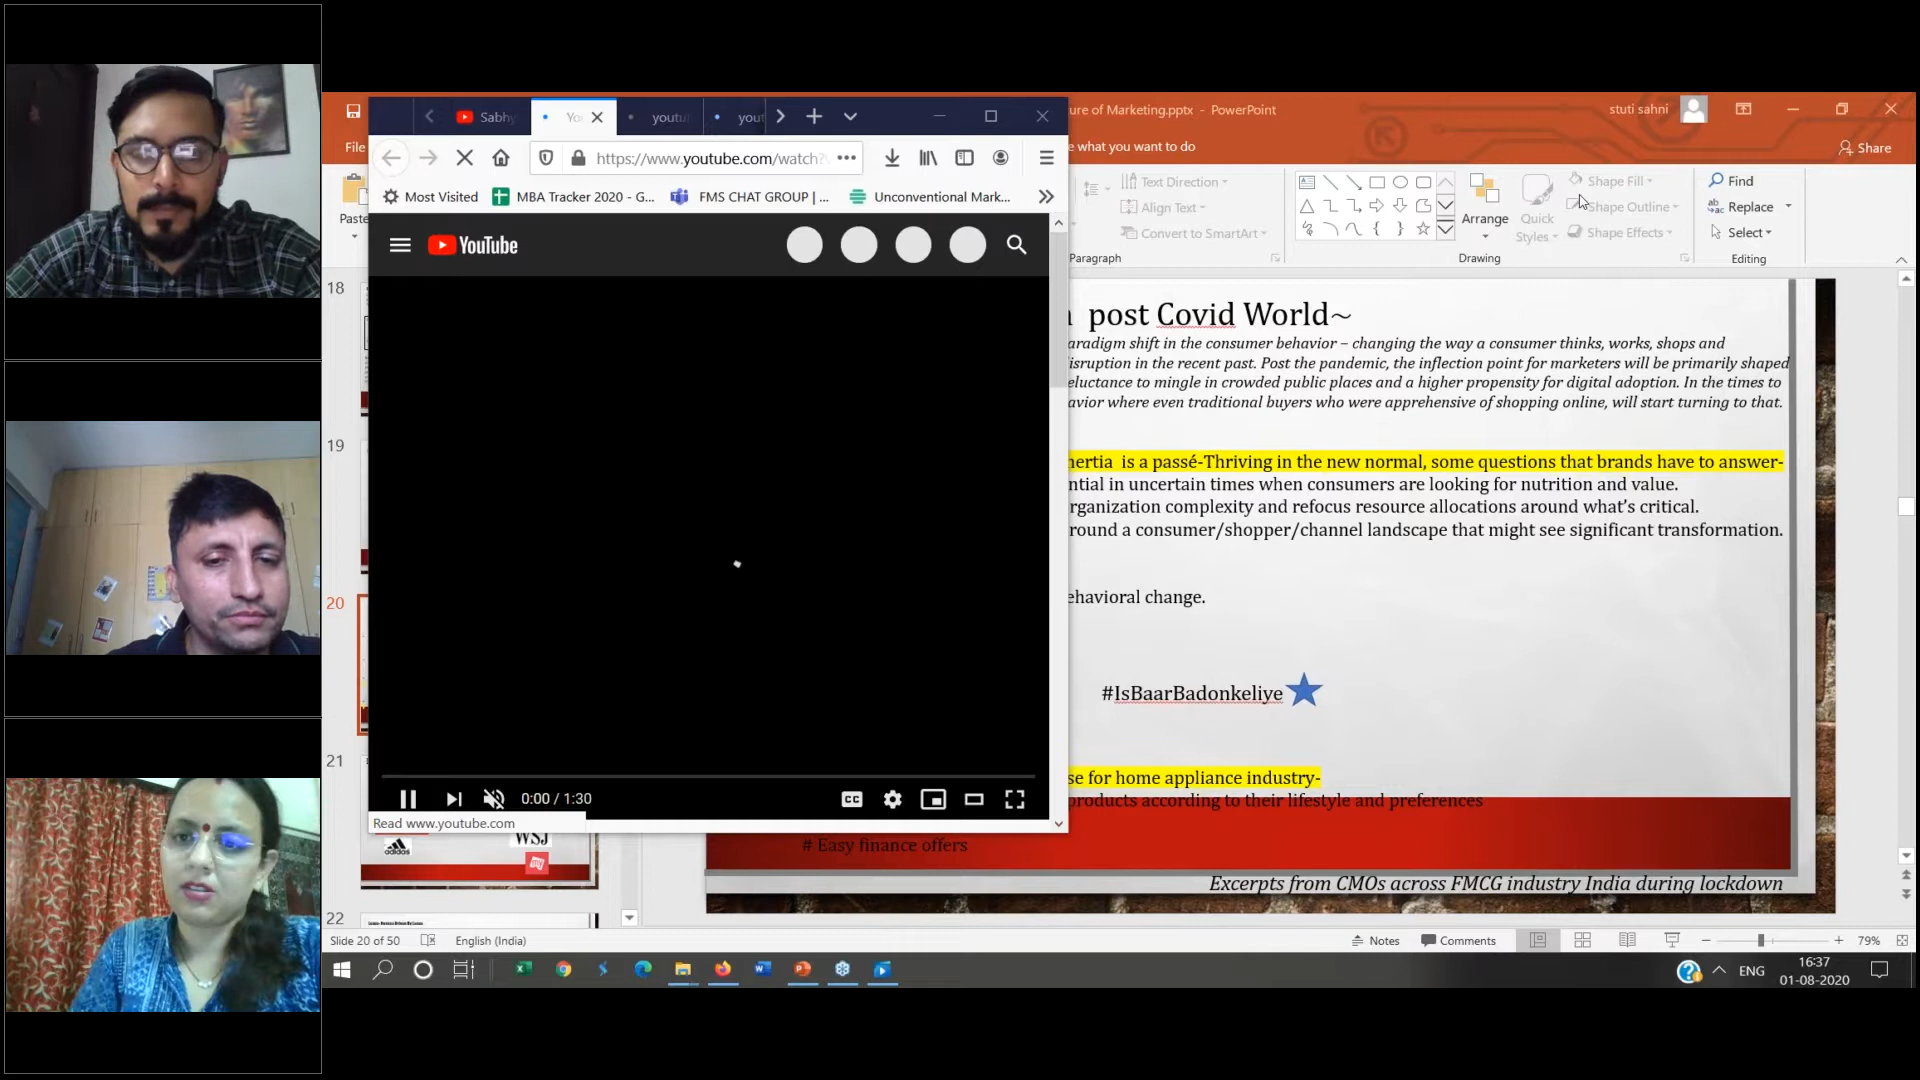 ure of Marketing.pptx - PowerPoint
stuti sahni
Sabhy
Yo
youtu
yout
File
e what you want to do
Share
https://www.youtube.com/watch?
Paste
Text Direction
Align Text
Convert to SmartArt
Paragraph
Arrange
Quick
Styles
Shape Fill
Shape Outline
Shape Effects
Drawing
Find
Replace
Select
Editing
Most Visited
MBA Tracker 2020 - G...
FMS CHAT GROUP | ...
Unconventional Mark...
YouTube
18
19
20
21
22
post Covid World~
aradigm shift in the consumer behavior – changing the way a consumer thinks, works, shops and
isruption in the recent past. Post the pandemic, the inflection point for marketers will be primarily shaped
eluctance to mingle in crowded public places and a higher propensity for digital adoption. In the times to
avior where even traditional buyers who were apprehensive of shopping online, will start turning to that.
nertia is a passé-Thriving in the new normal, some questions that brands have to answer-
ntial in uncertain times when consumers are looking for nutrition and value.
rganization complexity and refocus resource allocations around what's critical.
round a consumer/shopper/channel landscape that might see significant transformation.
ehavioral change.
#IsBaarBadonkeliye
se for home appliance industry-
products according to their lifestyle and preferences
# Easy finance offers
Excerpts from CMOs across FMCG industry India during lockdown
0:00 / 1:30
CC
Read www.youtube.com
adidas
WSJ
my
Slide 20 of 50
English (India)
Notes
Comments
79%
ENG
16:37
01-08-2020